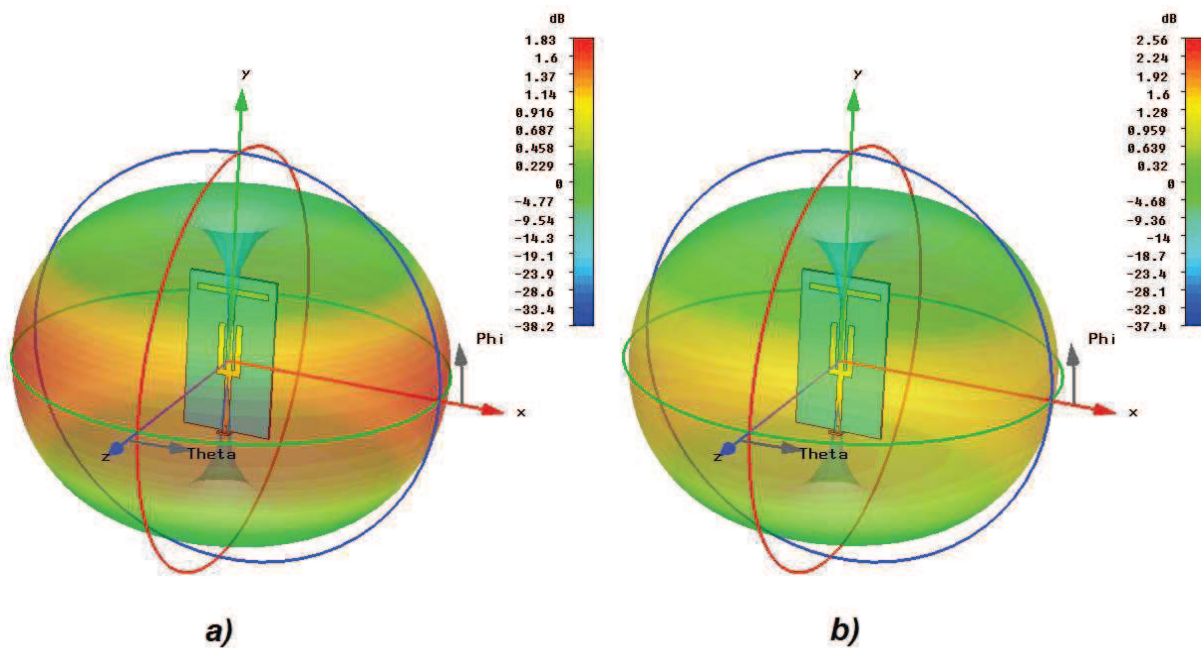 dB
1.83
1.6
1.37
1.14
0.916
0.687
0.458
0.229
0
-4.77
-9.54
-14.3
-19.1
-23.9
-28.6
-33.4
-38.2
y
Phi
x
z
Theta
a)
dB
2.56
2.24
1.92
1.6
1.28
0.959
0.639
0.32
0
-4.68
-9.36
-14
-18.7
-23.4
-28.1
-32.8
-37.4
y
Phi
x
z
Theta
b)